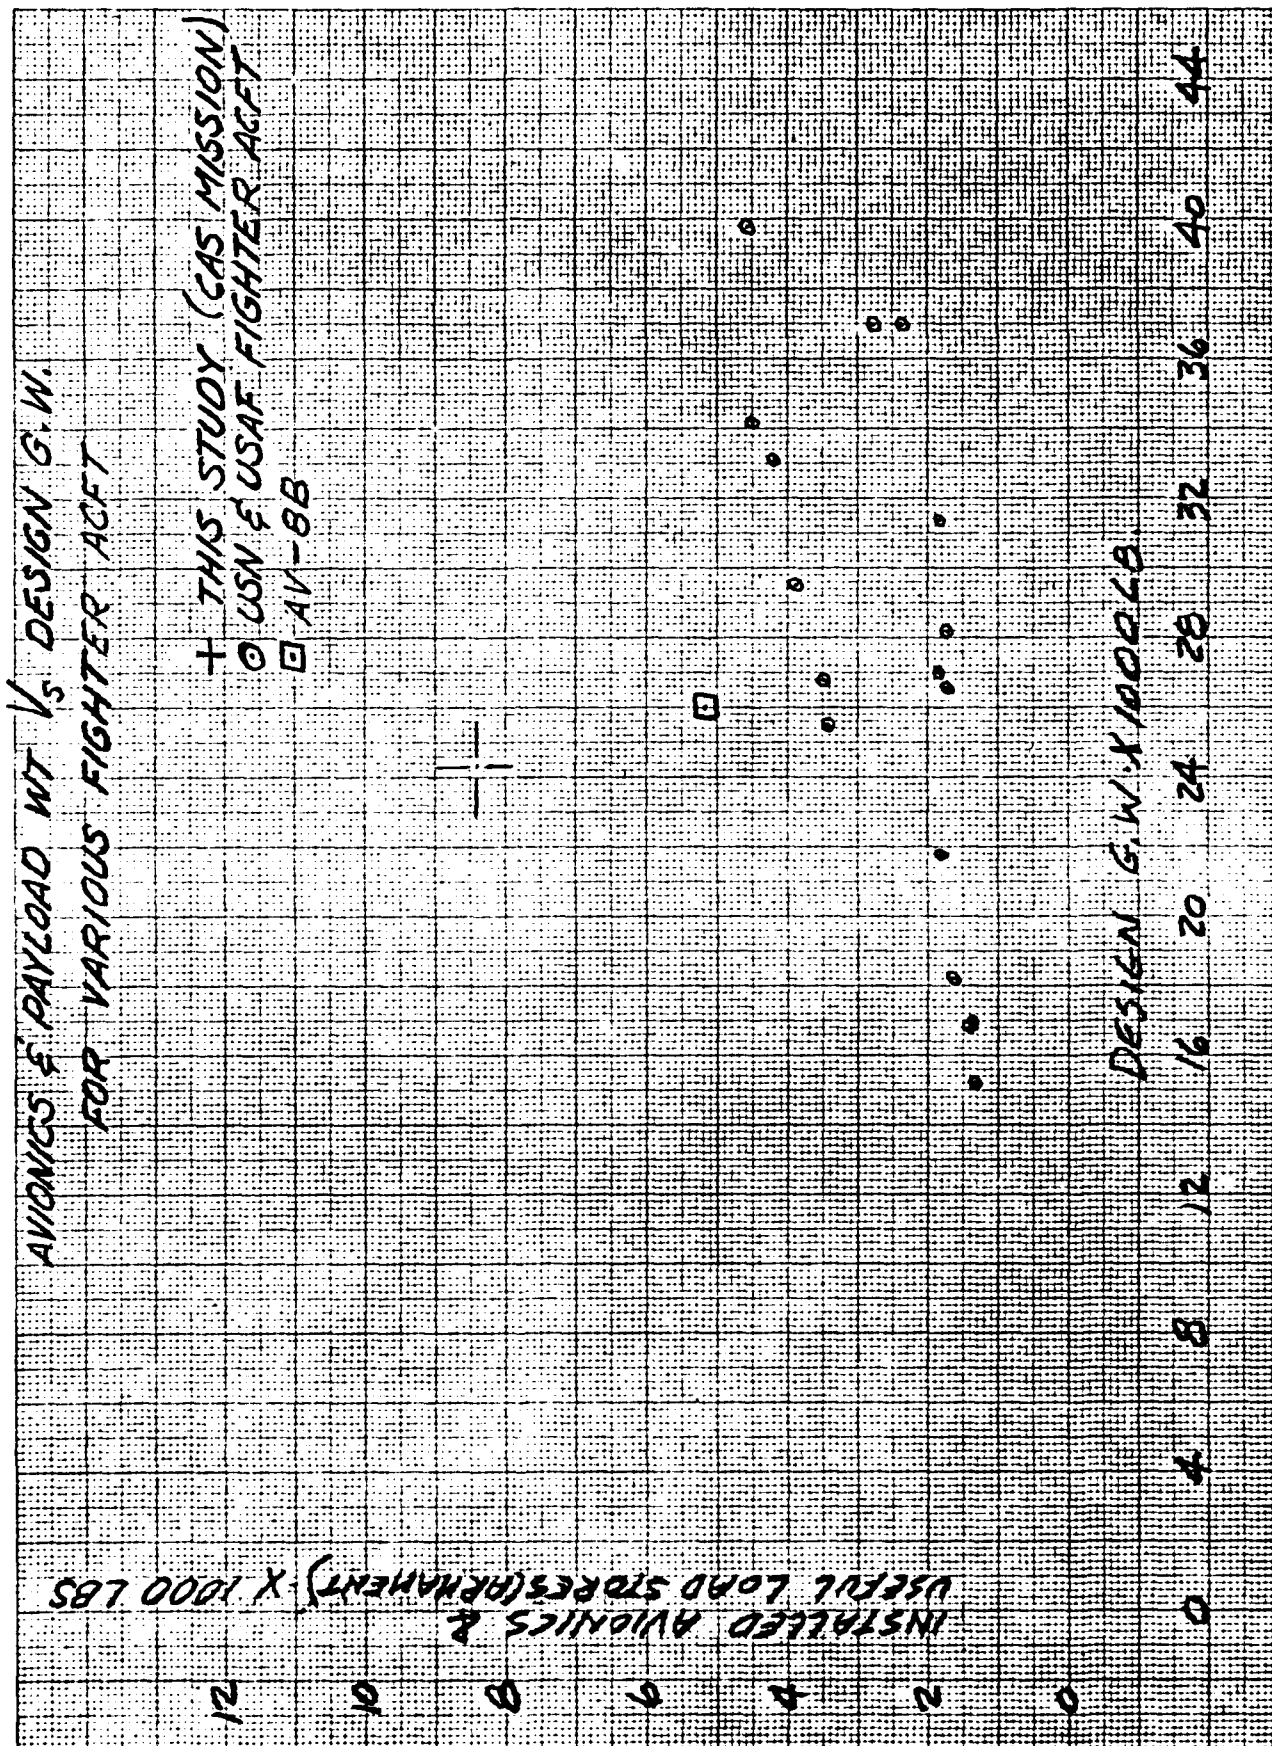 AVIONICS & PAYLOAD WT VS DESIGN G.W.
FOR VARIOUS FIGHTER ACFT
+ THIS STUDY (CAS MISSION)
⊙ USN & USAF FIGHTER ACFT
⊡ AV-8B
INSTALLED AVIONICS &
USEFUL LOAD STORES (ARMAMENT) X 1000 LBS
12
10
8
6
4
2
0
DESIGN G.W. X 1000 LB.
0 4 8 12 16 20 24 28 32 36 40 44